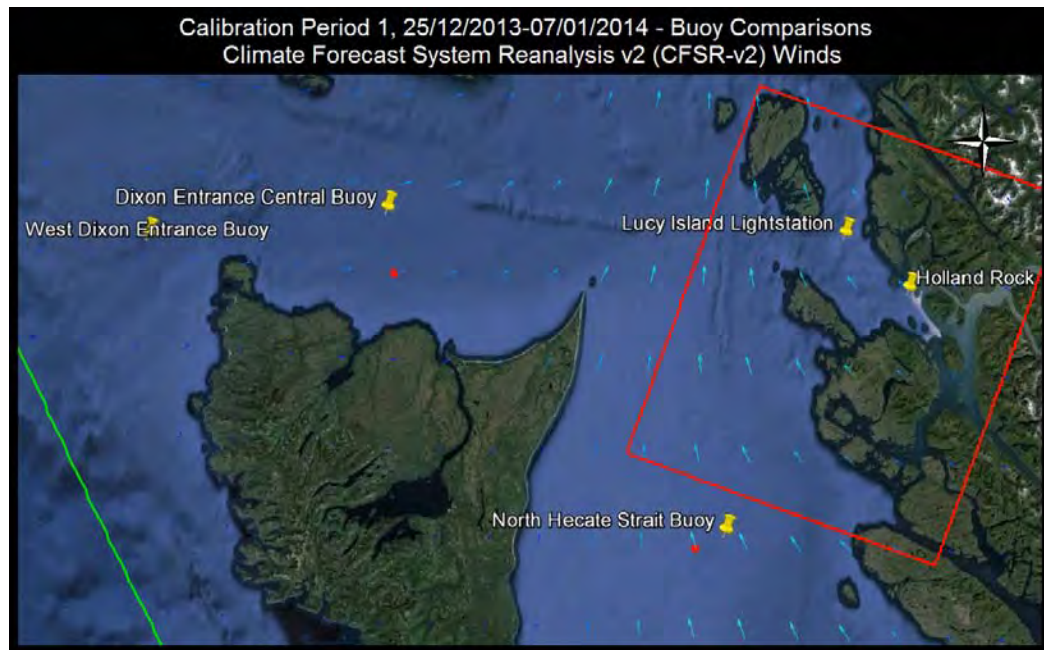 Calibration Period 1, 25/12/2013-07/01/2014 - Buoy Comparisons
Climate Forecast System Reanalysis v2 (CFSR-v2) Winds
Dixon Entrance Central Buoy
West Dixon Entrance Buoy
Lucy Island Lightstation
Holland Rock
North Hecate Strait Buoy